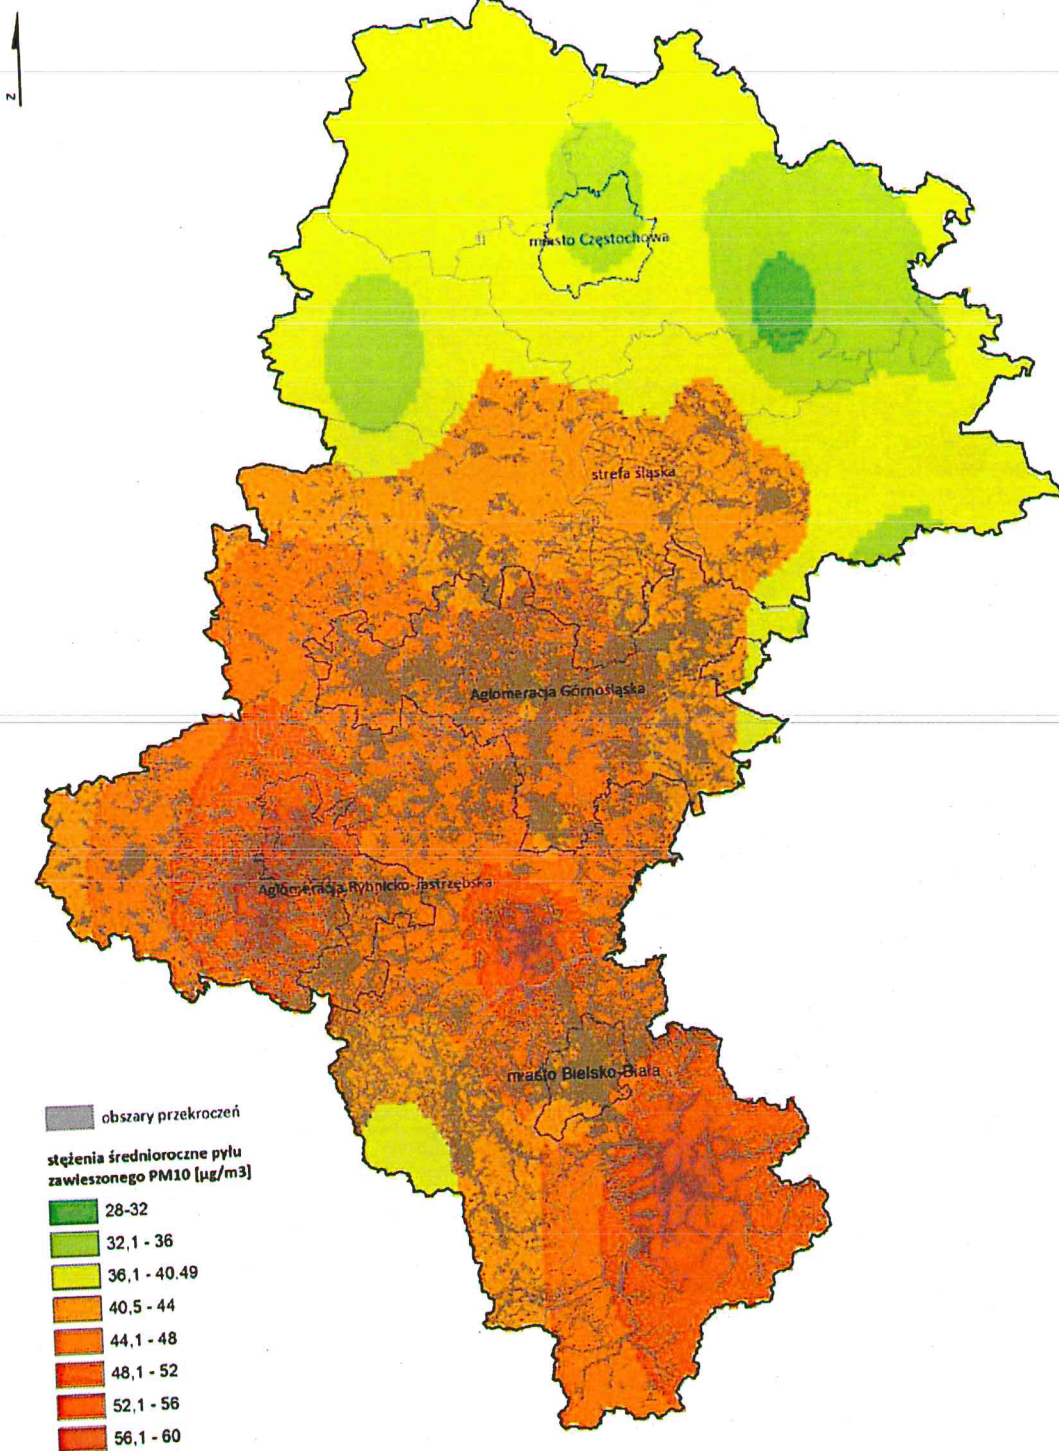 z
miasto Częstochowa
strefa śląska
Aglomeracja Górnośląska
Aglomeracja Rybnicko-Jastrzębska
miasto Bielsko-Biała
obszary przekroczeń
stężenia średnioroczne pyłu
zawieszonego PM10 [µg/m3]
28-32
32,1 - 36
36,1 - 40.49
40,5 - 44
44,1 - 48
48,1 - 52
52,1 - 56
56,1 - 60